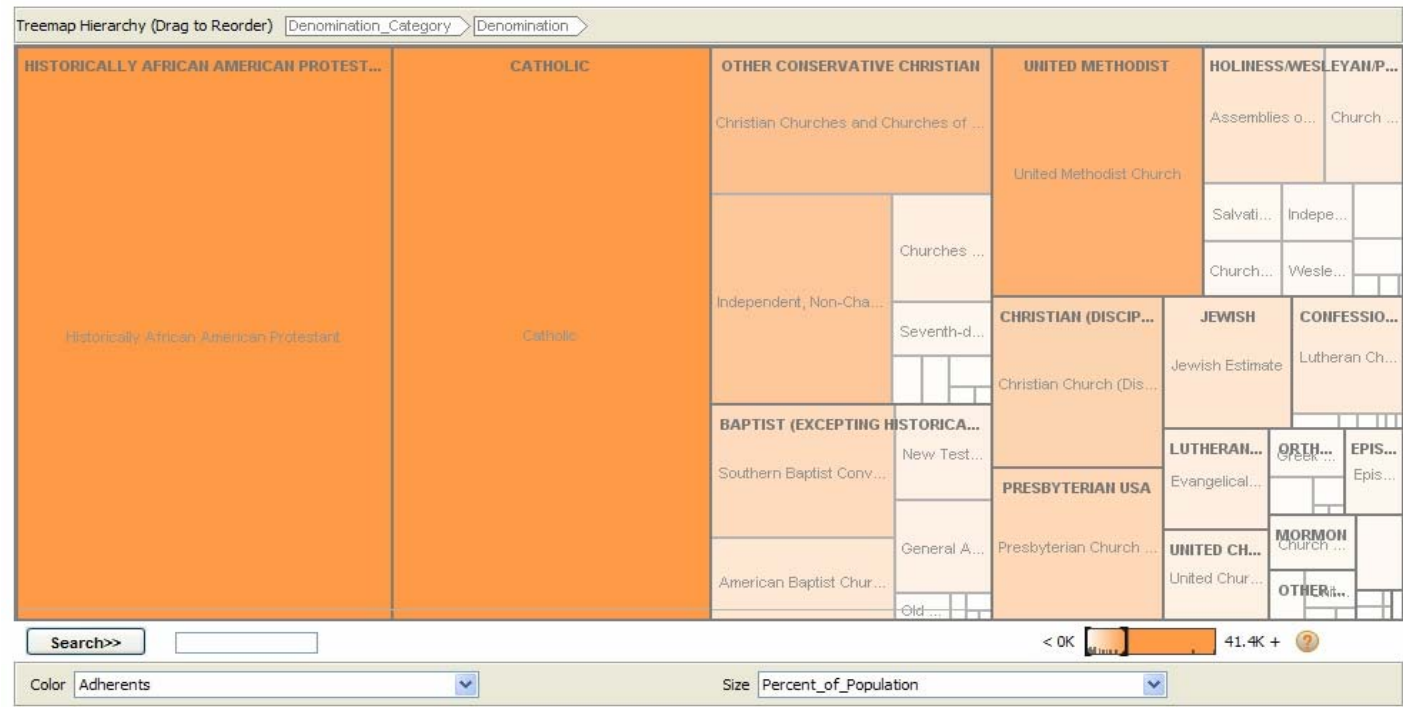 Treemap Hierarchy (Drag to Reorder) Denomination_Category Denomination
HISTORICALLY AFRICAN AMERICAN PROTEST...
Historically African American Protestant
CATHOLIC
Catholic
OTHER CONSERVATIVE CHRISTIAN
Christian Churches and Churches of ...
Independent, Non-Cha...
Churches ...
Seventh-d...
BAPTIST (EXCEPTING HISTORICA...
Southern Baptist Conv...
New Test...
American Baptist Chur...
General A...
Old ...
UNITED METHODIST
United Methodist Church
HOLINESS/WESLEYAN/P...
Assemblies o...
Church ...
Salvati...
Indepe...
Church...
Wesle...
CHRISTIAN (DISCIP...
Christian Church (Dis...
JEWISH
Jewish Estimate
CONFESSIO...
Lutheran Ch...
PRESBYTERIAN USA
Presbyterian Church ...
LUTHERAN...
Evangelical...
ORTH...
Greek ...
EPIS...
Epis...
UNITED CH...
United Chur...
MORMON
Church ...
OTHER...
Search>>
< 0K
41.4K +
?
Color Adherents
Size Percent_of_Population